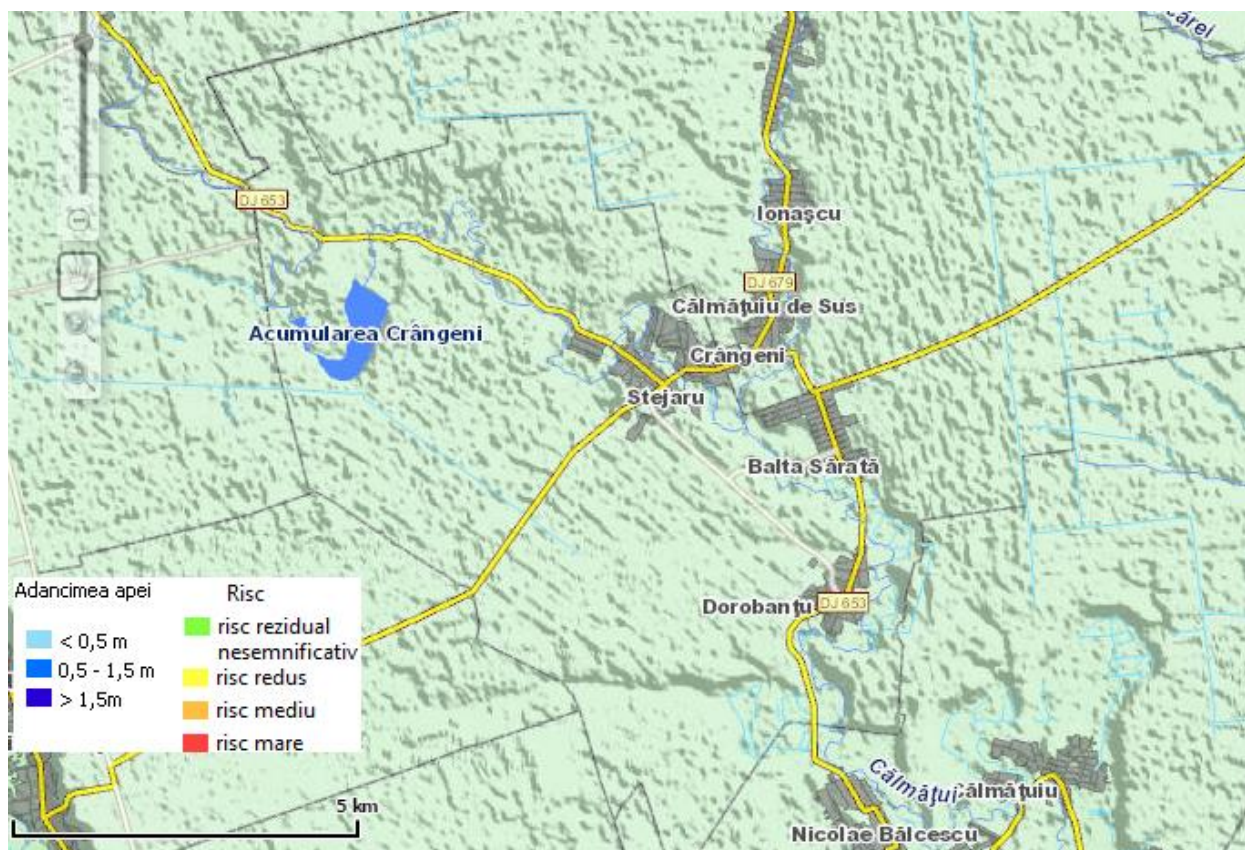 Ionaşcu
DJ 653
DJ 679
Călmăţuiu de Sus
Acumularea Crângeni
Crângeni
Stejaru
Balta Sărată
Adancimea apei
Risc
< 0,5 m
0,5 - 1,5 m
> 1,5m
risc rezidual
nesemnificativ
risc redus
risc mediu
risc mare
Dorobanţu
DJ 653
Călmăţui
5 km
Nicolae Bălcescu